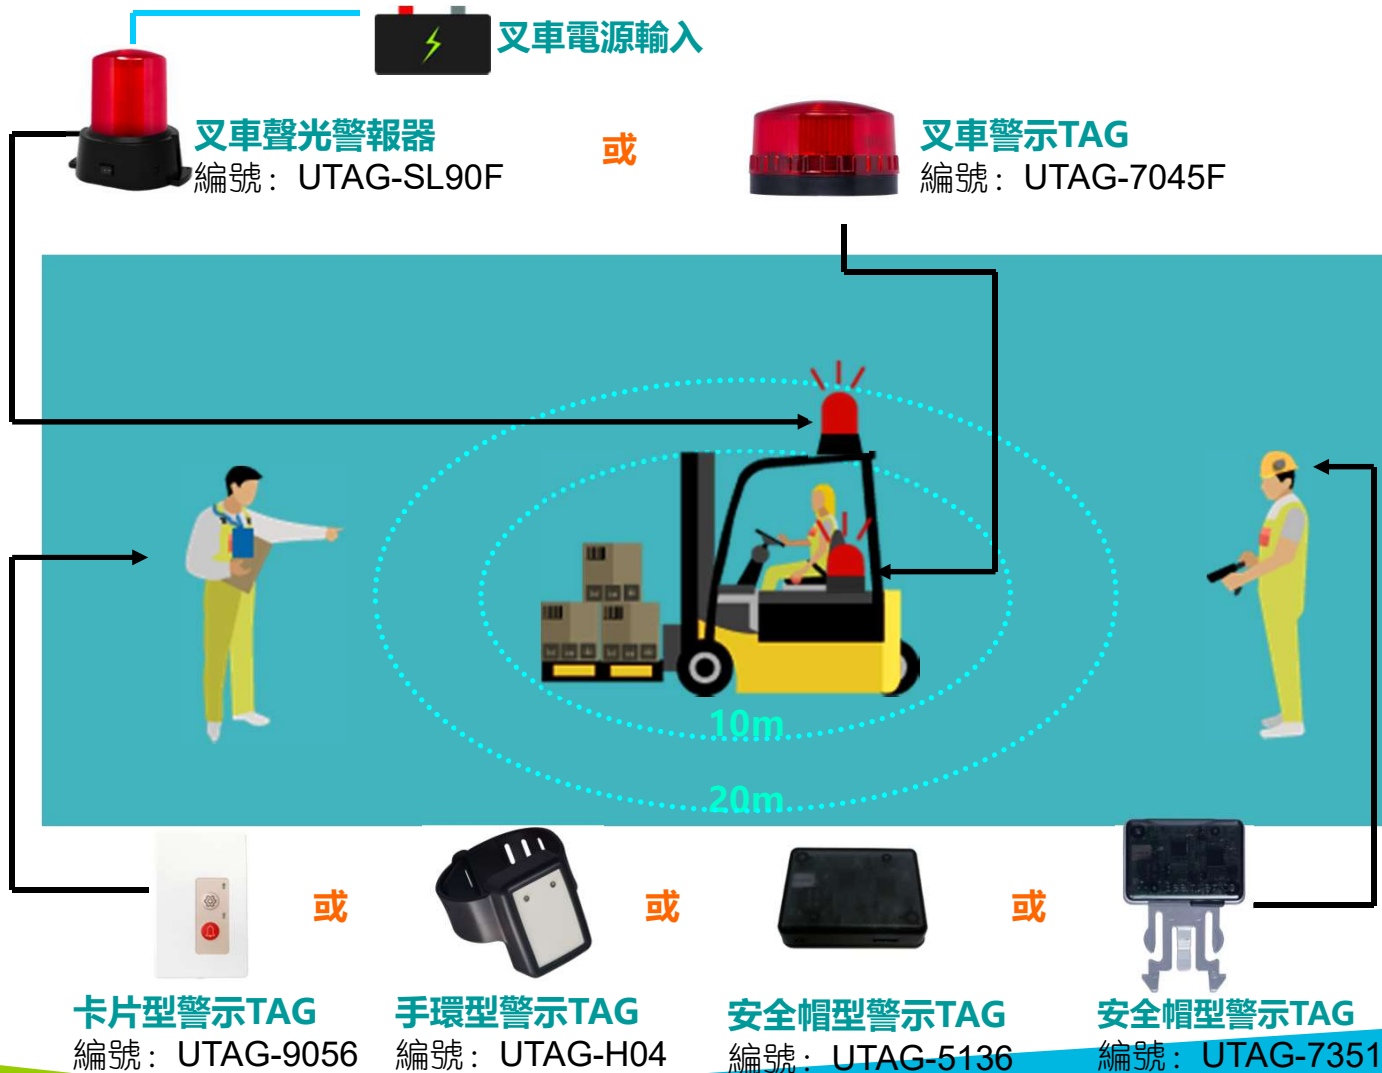 叉車電源輸入
叉車聲光警報器
編號：UTAG-SL90F
或
叉車警示TAG
編號：UTAG-7045F
10m
20m
或
或
或
卡片型警示TAG
編號：UTAG-9056
手環型警示TAG
編號：UTAG-H04
安全帽型警示TAG
編號：UTAG-5136
安全帽型警示TAG
編號：UTAG-7351